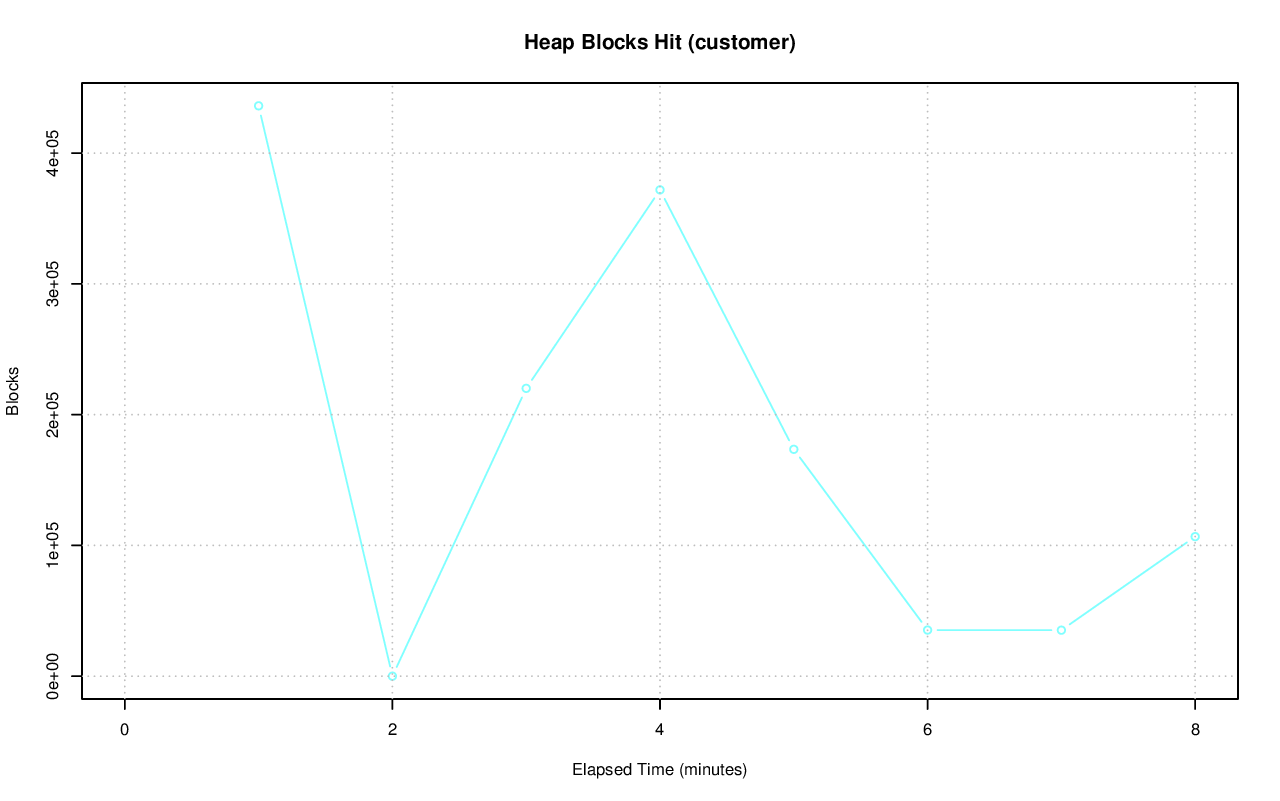 Heap Blocks Hit (customer)
4e+05
3e+05
2e+05
1e+05
0e+00
Blocks
0 2 4 6 8
Elapsed Time (minutes)